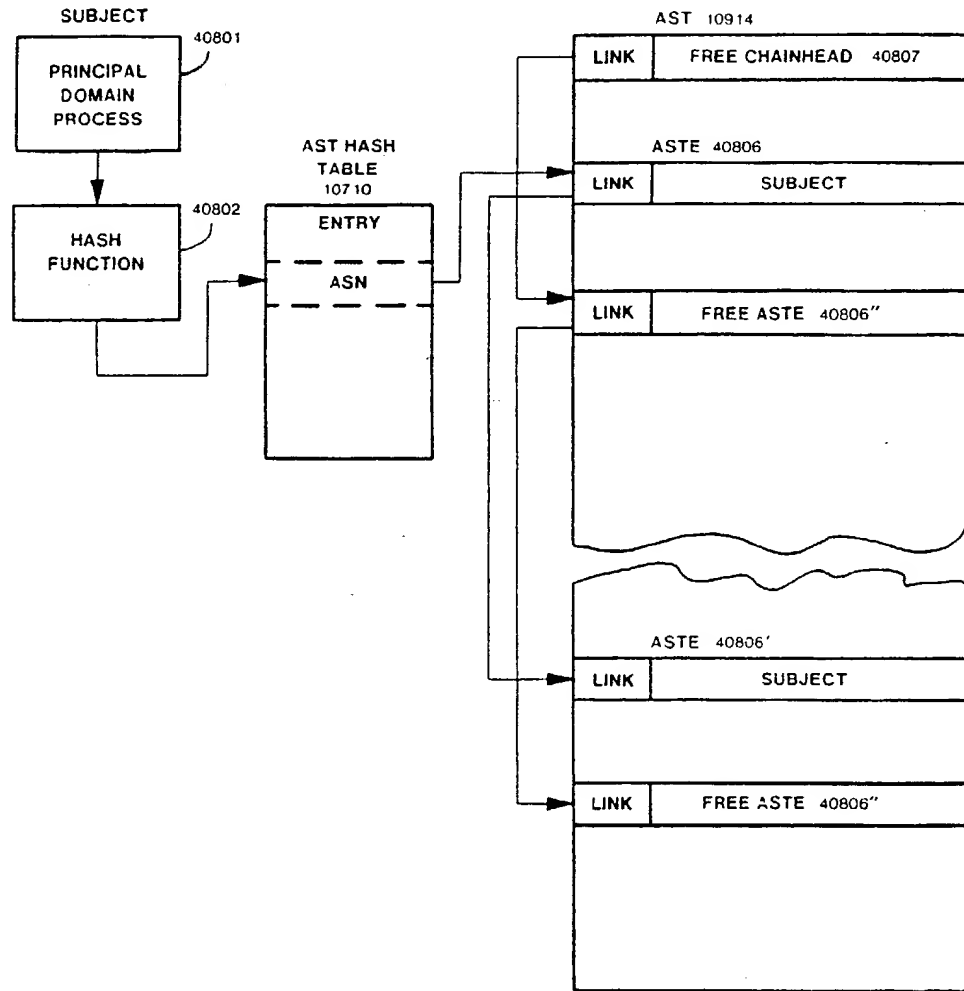 SUBJECT
40801
PRINCIPAL
DOMAIN
PROCESS
40802
HASH
FUNCTION
AST HASH
TABLE
10710
ENTRY
ASN
AST 10914
LINK FREE CHAINHEAD 40807
ASTE 40806
LINK SUBJECT
LINK FREE ASTE 40806″
ASTE 40806′
LINK SUBJECT
LINK FREE ASTE 40806″